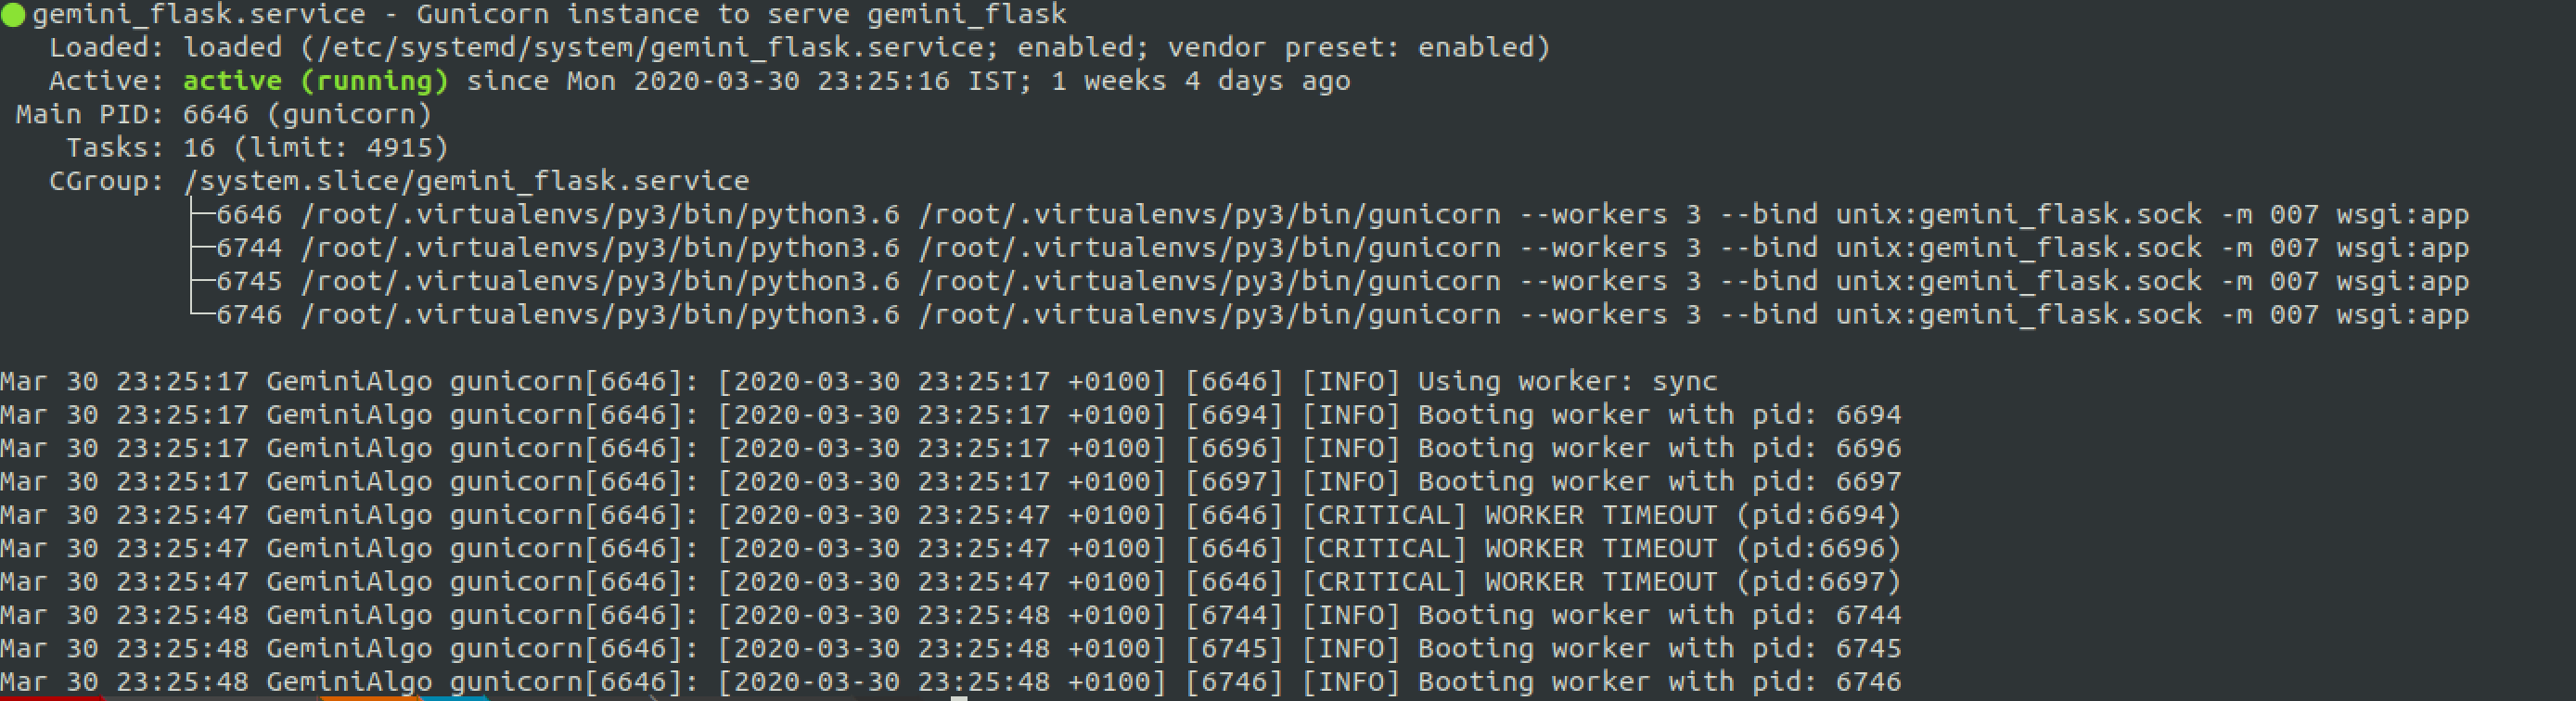 ● gemini_flask.service - Gunicorn instance to serve gemini_flask
Loaded: loaded (/etc/systemd/system/gemini_flask.service; enabled; vendor preset: enabled)
Active: active (running) since Mon 2020-03-30 23:25:16 IST; 1 weeks 4 days ago
Main PID: 6646 (gunicorn)
Tasks: 16 (limit: 4915)
CGroup: /system.slice/gemini_flask.service
├─6646 /root/.virtualenvs/py3/bin/python3.6 /root/.virtualenvs/py3/bin/gunicorn --workers 3 --bind unix:gemini_flask.sock -m 007 wsgi:app
├─6744 /root/.virtualenvs/py3/bin/python3.6 /root/.virtualenvs/py3/bin/gunicorn --workers 3 --bind unix:gemini_flask.sock -m 007 wsgi:app
├─6745 /root/.virtualenvs/py3/bin/python3.6 /root/.virtualenvs/py3/bin/gunicorn --workers 3 --bind unix:gemini_flask.sock -m 007 wsgi:app
└─6746 /root/.virtualenvs/py3/bin/python3.6 /root/.virtualenvs/py3/bin/gunicorn --workers 3 --bind unix:gemini_flask.sock -m 007 wsgi:app
Mar 30 23:25:17 GeminiAlgo gunicorn[6646]: [2020-03-30 23:25:17 +0100] [6646] [INFO] Using worker: sync
Mar 30 23:25:17 GeminiAlgo gunicorn[6646]: [2020-03-30 23:25:17 +0100] [6694] [INFO] Booting worker with pid: 6694
Mar 30 23:25:17 GeminiAlgo gunicorn[6646]: [2020-03-30 23:25:17 +0100] [6696] [INFO] Booting worker with pid: 6696
Mar 30 23:25:17 GeminiAlgo gunicorn[6646]: [2020-03-30 23:25:17 +0100] [6697] [INFO] Booting worker with pid: 6697
Mar 30 23:25:47 GeminiAlgo gunicorn[6646]: [2020-03-30 23:25:47 +0100] [6646] [CRITICAL] WORKER TIMEOUT (pid:6694)
Mar 30 23:25:47 GeminiAlgo gunicorn[6646]: [2020-03-30 23:25:47 +0100] [6646] [CRITICAL] WORKER TIMEOUT (pid:6696)
Mar 30 23:25:47 GeminiAlgo gunicorn[6646]: [2020-03-30 23:25:47 +0100] [6646] [CRITICAL] WORKER TIMEOUT (pid:6697)
Mar 30 23:25:48 GeminiAlgo gunicorn[6646]: [2020-03-30 23:25:48 +0100] [6744] [INFO] Booting worker with pid: 6744
Mar 30 23:25:48 GeminiAlgo gunicorn[6646]: [2020-03-30 23:25:48 +0100] [6745] [INFO] Booting worker with pid: 6745
Mar 30 23:25:48 GeminiAlgo gunicorn[6646]: [2020-03-30 23:25:48 +0100] [6746] [INFO] Booting worker with pid: 6746